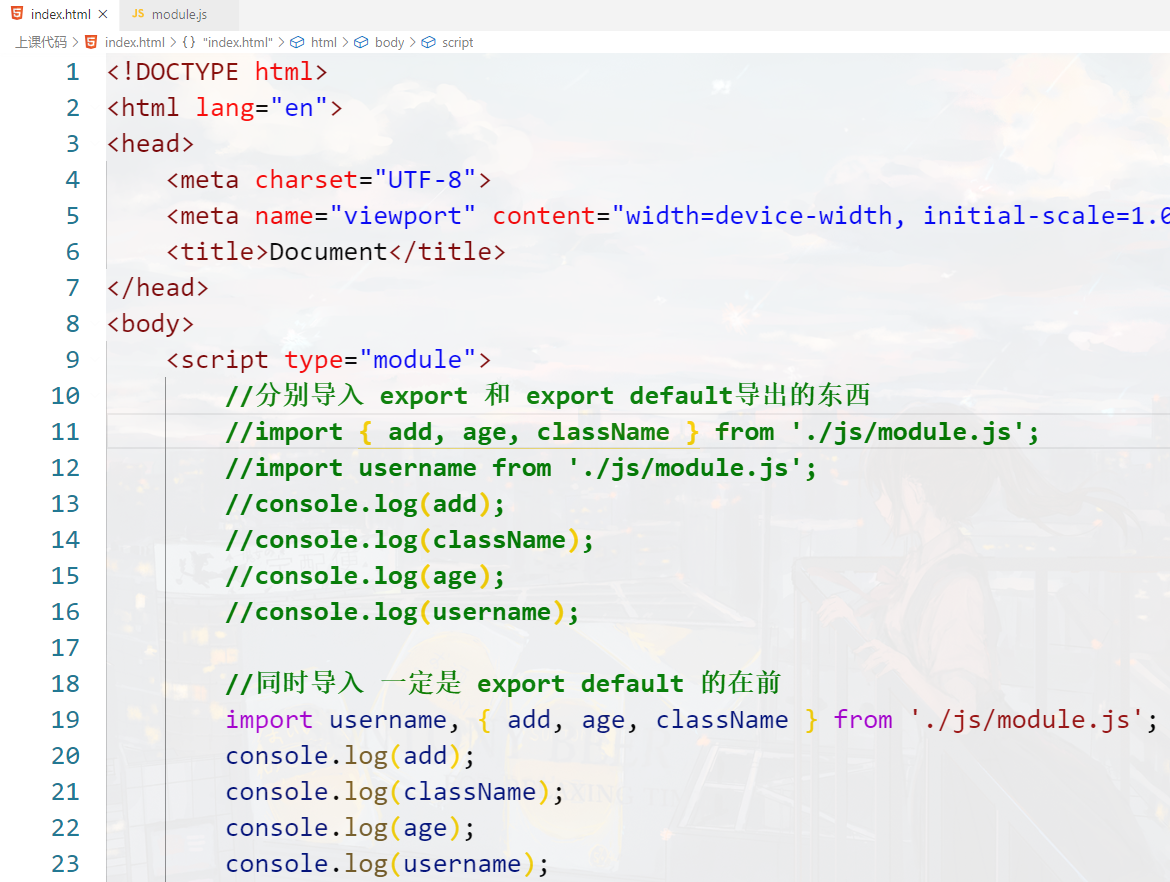 index.html
JS module.js
上课代码 > index.html > {} "index.html" > html > body > script
1 <!DOCTYPE html>
2 <html lang="en">
3 <head>
4 <meta charset="UTF-8">
5 <meta name="viewport" content="width=device-width, initial-scale=1.0
6 <title>Document</title>
7 </head>
8 <body>
9 <script type="module">
10 //分别导入 export 和 export default导出的东西
11 //import { add, age, className } from './js/module.js';
12 //import username from './js/module.js';
13 //console.log(add);
14 //console.log(className);
15 //console.log(age);
16 //console.log(username);
17
18 //同时导入 一定是 export default 的在前
19 import username, { add, age, className } from './js/module.js';
20 console.log(add);
21 console.log(className);
22 console.log(age);
23 console.log(username);